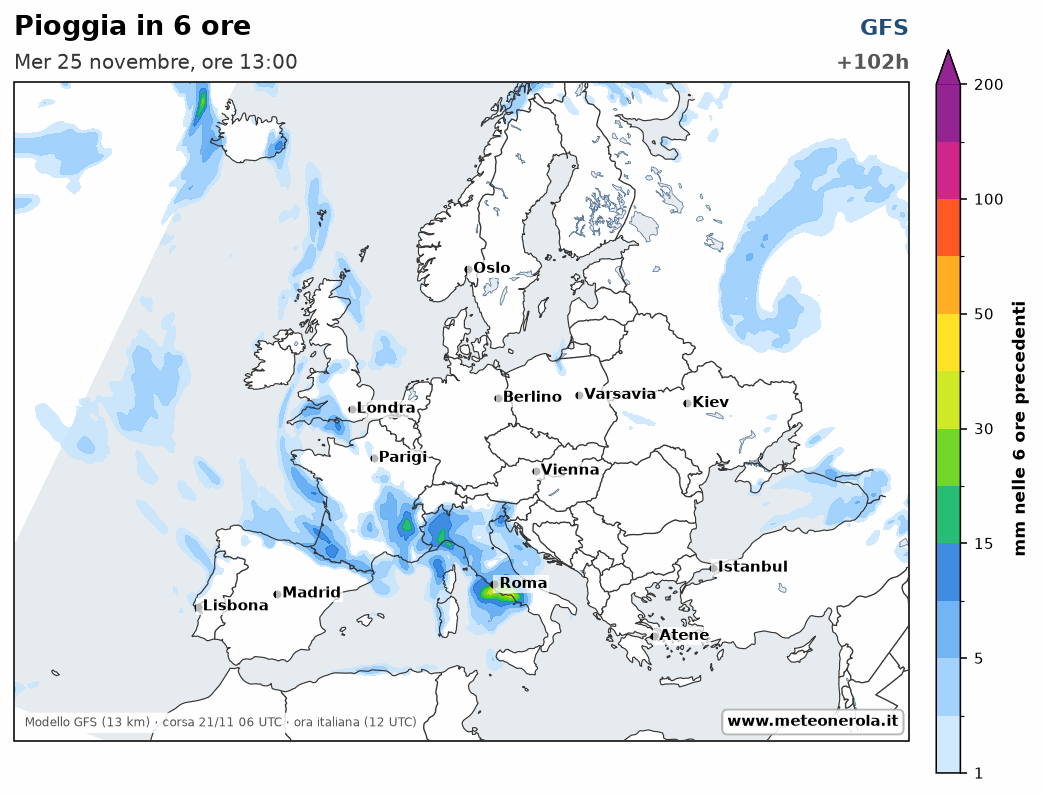 Pioggia in 6 ore
GFS
Mer 25 novembre, ore 13:00
+102h
200
100
50
30
15
5
1
mm nelle 6 ore precedenti
Oslo
Londra
Berlino
Varsavia
Kiev
Parigi
Vienna
Istanbul
Roma
Madrid
Lisbona
Atene
Modello GFS (13 km) · corsa 21/11 06 UTC · ora italiana (12 UTC)
www.meteonerola.it